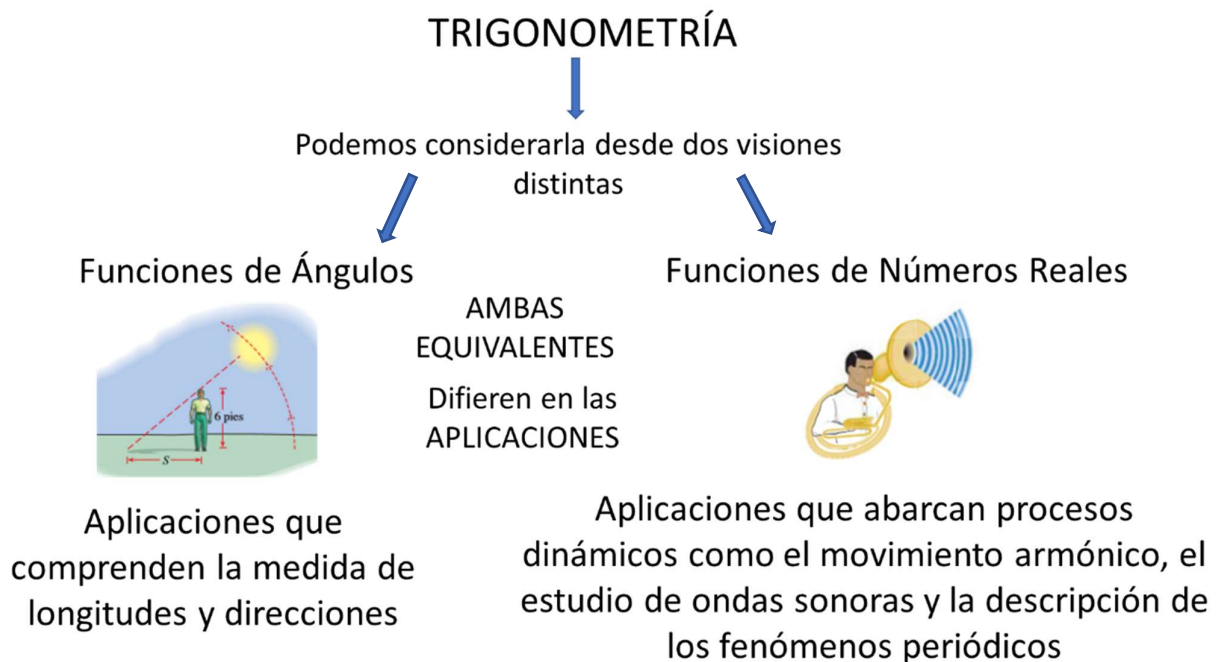 TRIGONOMETRÍA
Podemos considerarla desde dos visiones
distintas
Funciones de Ángulos
6 pies
S
Aplicaciones que
comprenden la medida de
longitudes y direcciones
AMBAS
EQUIVALENTES
Difieren en las
APLICACIONES
Funciones de Números Reales
Aplicaciones que abarcan procesos
dinámicos como el movimiento armónico, el
estudio de ondas sonoras y la descripción de
los fenómenos periódicos